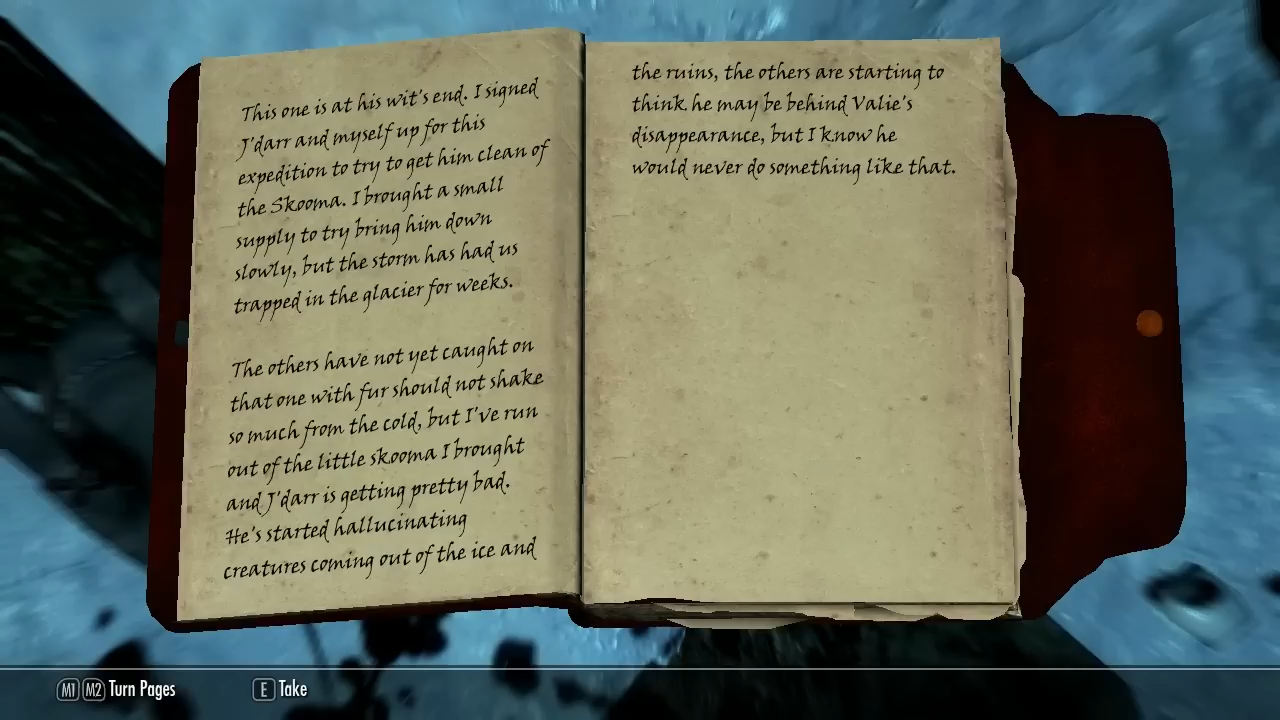 This one is at his wit's end. I signed
J'darr and myself up for this
expedition to try to get him clean of
the Skooma. I brought a small
supply to try bring him down
slowly, but the storm has had us
trapped in the glacier for weeks.
The others have not yet caught on
that one with fur should not shake
so much from the cold, but I've run
out of the little skooma I brought
and J'darr is getting pretty bad.
He's started hallucinating
creatures coming out of the ice and
the ruins, the others are starting to
think he may be behind Valie's
disappearance, but I know he
would never do something like that.
M1 M2 Turn Pages
E Take